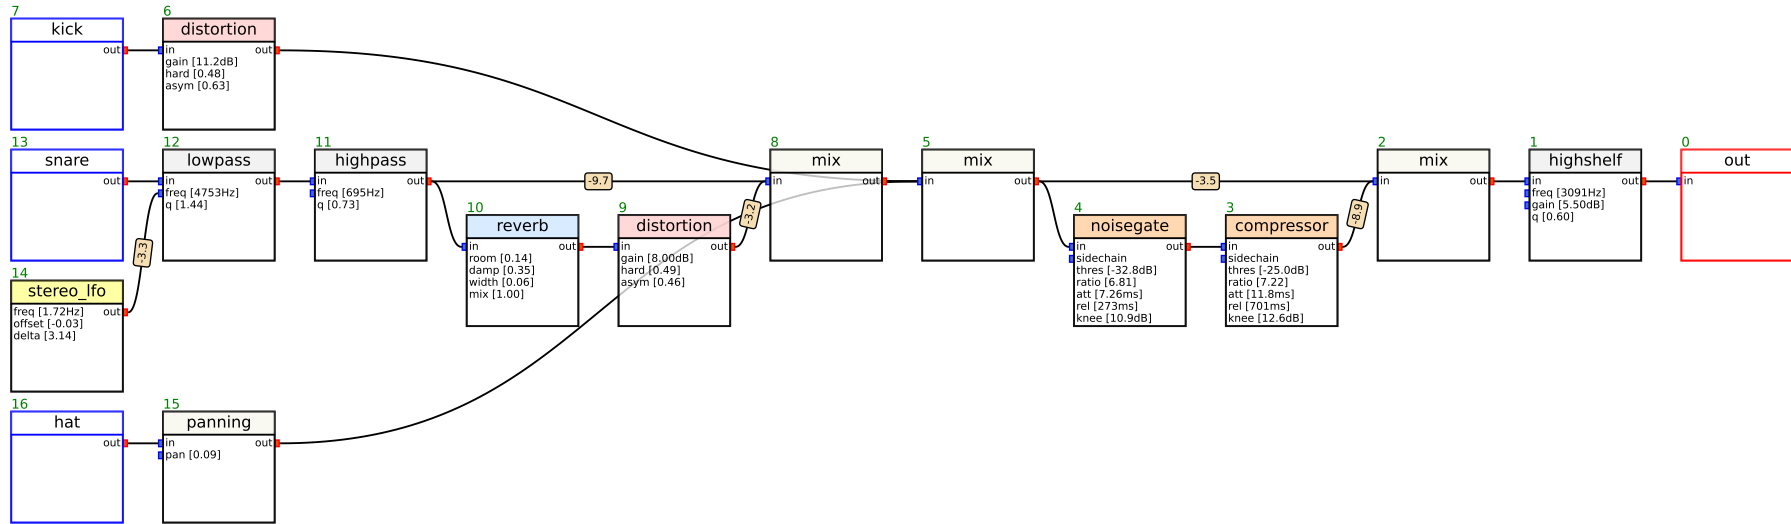 7
kick
out
6
distortion
in out
gain [11.2dB]
hard [0.48]
asym [0.63]
13
snare
out
12
lowpass
in out
freq [4753Hz]
q [1.44]
11
highpass
in out
freq [695Hz]
q [0.73]
-9.7
8
mix
in out
5
mix
in out
-3.5
2
mix
in out
1
highshelf
in out
freq [3091Hz]
gain [5.50dB]
q [0.60]
0
out
in
-3.3
14
stereo_lfo
freq [1.72Hz] out
offset [-0.03]
delta [3.14]
10
reverb
in out
room [0.14]
damp [0.35]
width [0.06]
mix [1.00]
9
distortion
in out
gain [8.00dB]
hard [0.49]
asym [0.46]
-3.2
4
noisegate
in out
sidechain
thres [-32.8dB]
ratio [6.81]
att [7.26ms]
rel [273ms]
knee [10.9dB]
3
compressor
in out
sidechain
thres [-25.0dB]
ratio [7.22]
att [11.8ms]
rel [701ms]
knee [12.6dB]
-8.9
16
hat
out
15
panning
in out
pan [0.09]